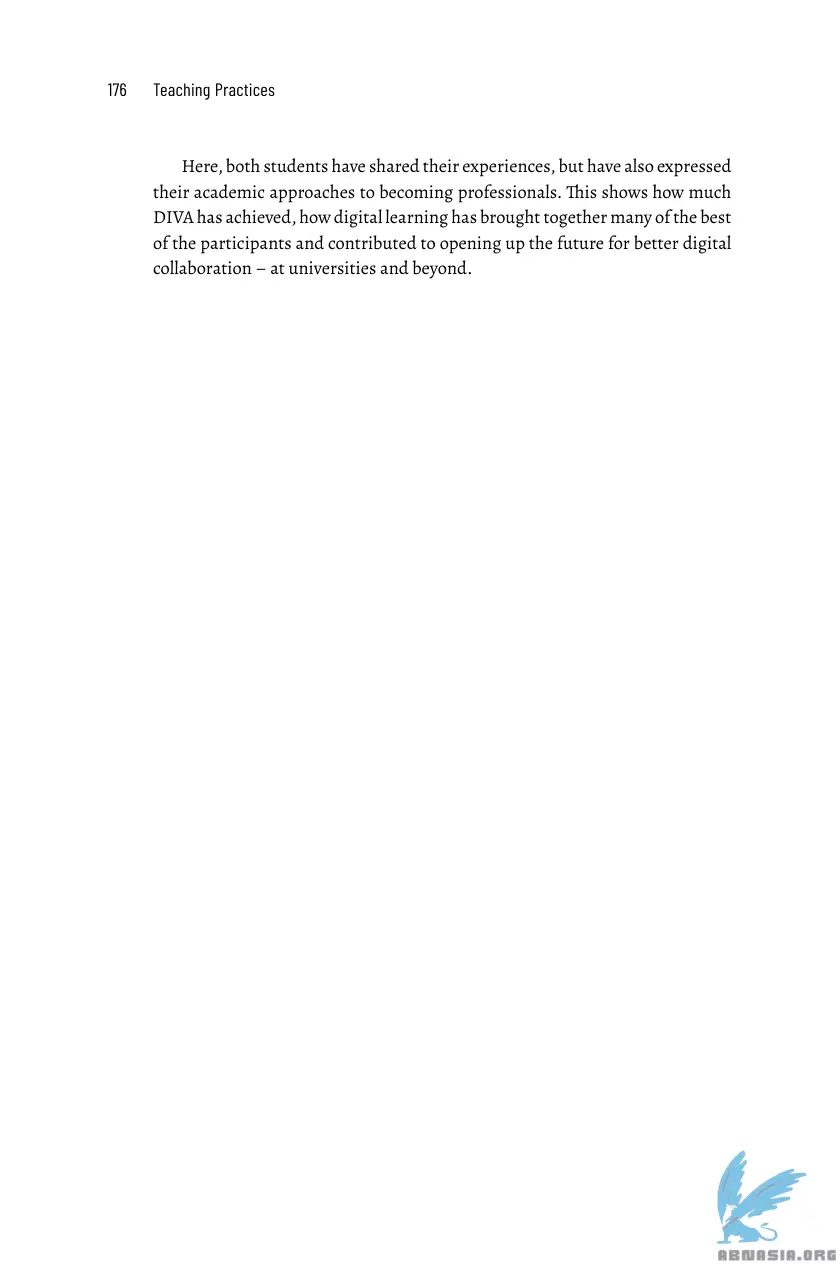 176 Teaching Practices
Here, both students have shared their experiences, but have also expressed
their academic approaches to becoming professionals. This shows how much
DIVA has achieved, how digital learning has brought together many of the best
of the participants and contributed to opening up the future for better digital
collaboration – at universities and beyond.
ABNASIA.ORG